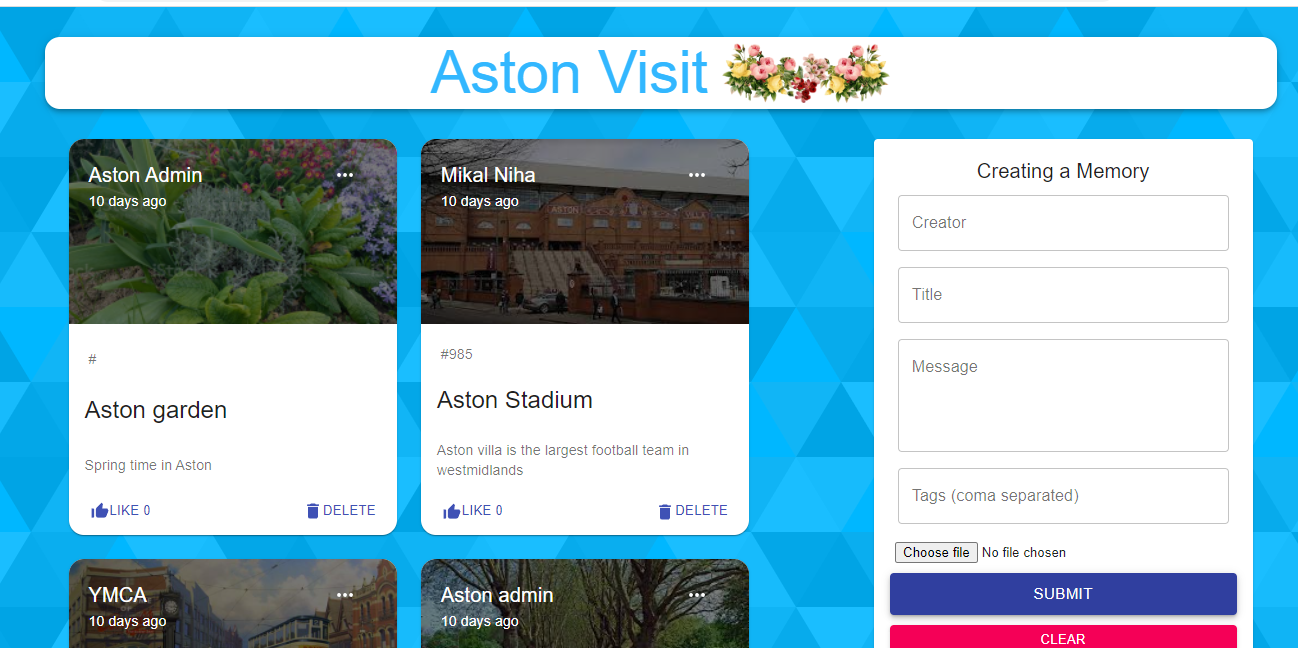 Aston Visit
Aston Admin
10 days ago
#
Aston garden
Spring time in Aston
LIKE 0
DELETE
Mikal Niha
10 days ago
ASTON
VILLA
#985
Aston Stadium
Aston villa is the largest football team in
westmidlands
LIKE 0
DELETE
YMCA
10 days ago
Aston admin
10 days ago
Creating a Memory
Creator
Title
Message
Tags (coma separated)
Choose file No file chosen
SUBMIT
CLEAR